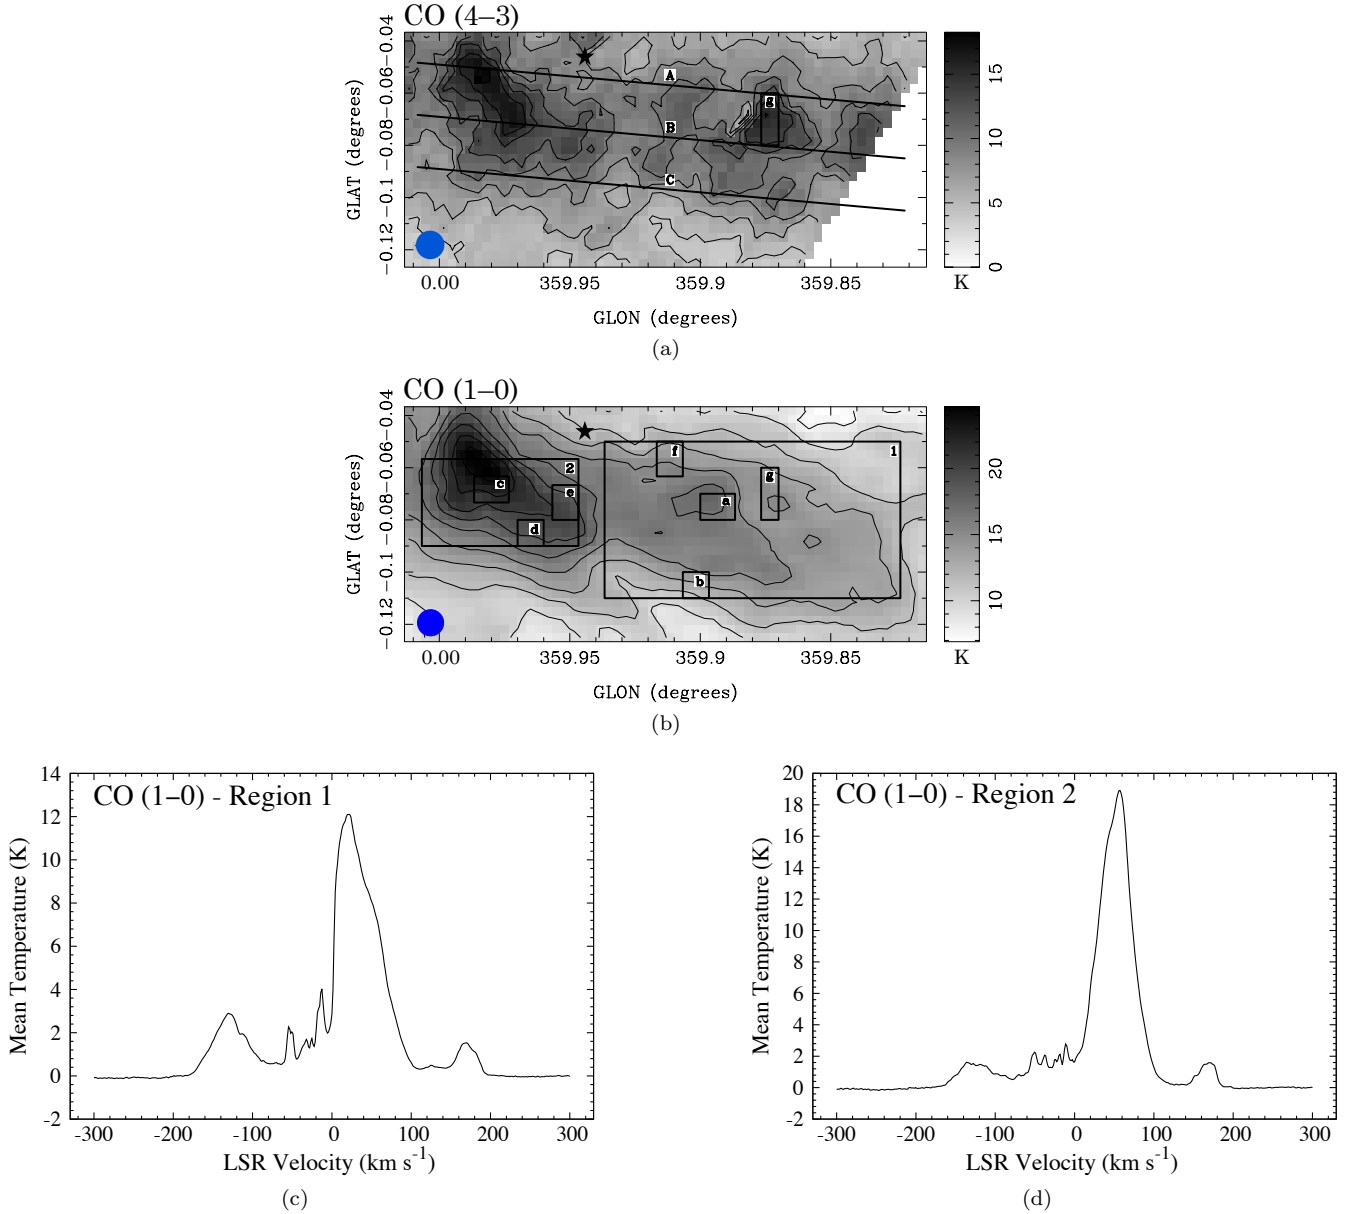 CO (4–3)
GLAT (degrees)
−0.04
−0.06
−0.08
−0.1
−0.12
A
B
C
g
15
10
5
0
K
0.00
359.95
359.9
359.85
GLON (degrees)
(a)
CO (1–0)
GLAT (degrees)
−0.04
−0.06
−0.08
−0.1
−0.12
2
c
e
d
1
f
g
a
b
20
15
10
K
0.00
359.95
359.9
359.85
GLON (degrees)
(b)
CO (1−0) - Region 1
Mean Temperature (K)
14
12
10
8
6
4
2
0
-2
-300 -200 -100 0 100 200 300
LSR Velocity (km s-1)
(c)
CO (1−0) - Region 2
Mean Temperature (K)
20
18
16
14
12
10
8
6
4
2
0
-2
-300 -200 -100 0 100 200 300
LSR Velocity (km s-1)
(d)